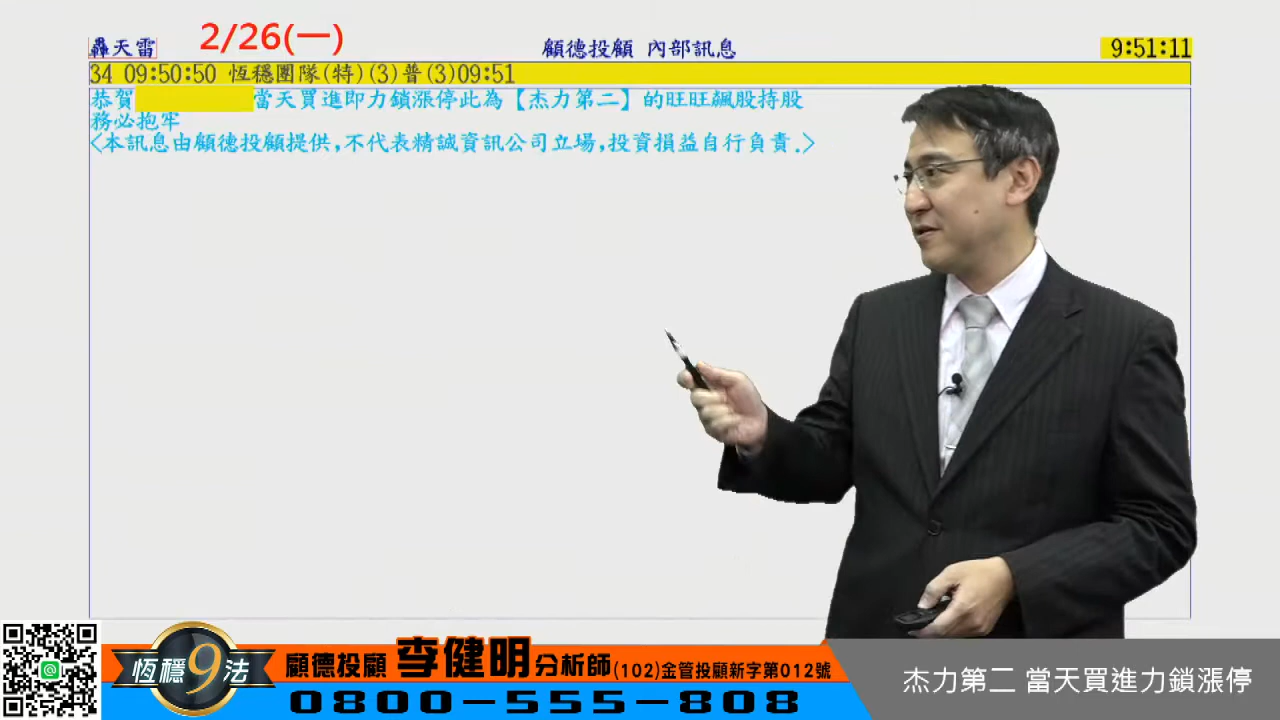 轟天雷
2/26(一)
顧德投顧 內部訊息
9:51:11
34 09:50:50 恆穩團隊(特)(3)普(3)09:51
恭賀 當天買進即力鎖漲停此為【杰力第二】的旺旺飆股持股
務必抱牢
<本訊息由顧德投顧提供,不代表精誠資訊公司立場,投資損益自行負責.>
恆穩9法
顧德投顧 李健明分析師(102)金管投顧新字第012號
0800-555-808
杰力第二 當天買進力鎖漲停